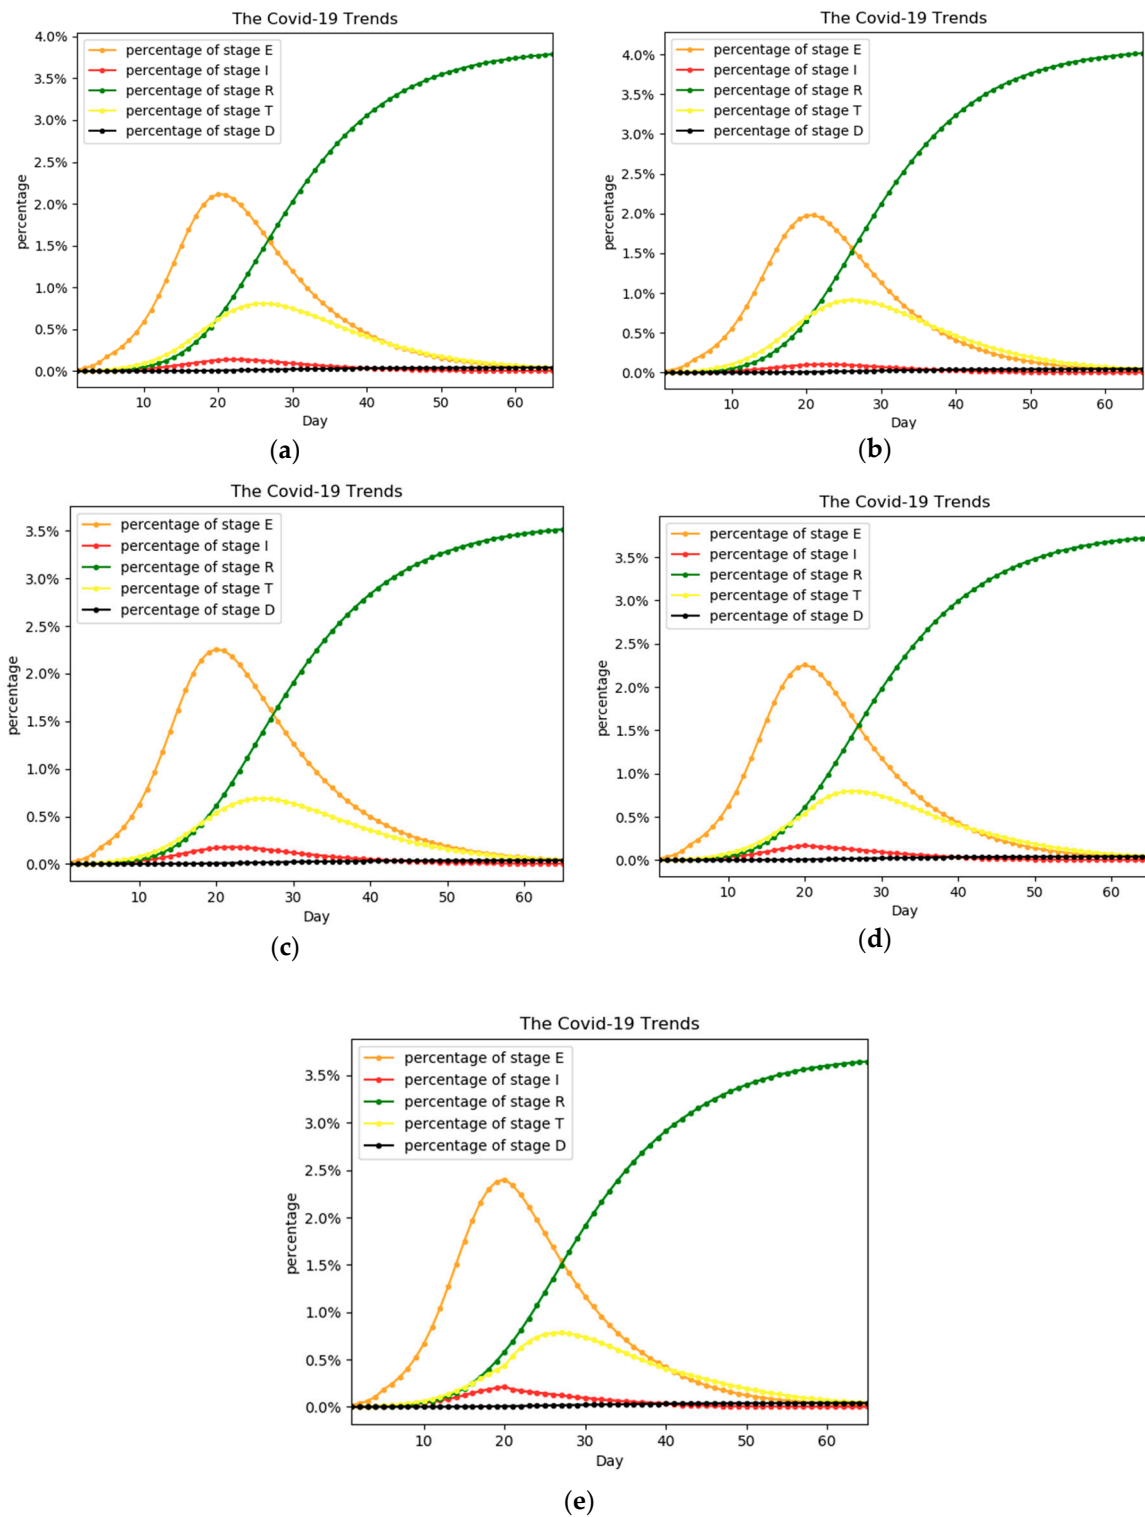 The Covid-19 Trends
4.0%
3.5%
3.0%
2.5%
2.0%
1.5%
1.0%
0.5%
0.0%
percentage
percentage of stage E
percentage of stage I
percentage of stage R
percentage of stage T
percentage of stage D
10 20 30 40 50 60
Day
(a)
The Covid-19 Trends
4.0%
3.5%
3.0%
2.5%
2.0%
1.5%
1.0%
0.5%
0.0%
percentage
percentage of stage E
percentage of stage I
percentage of stage R
percentage of stage T
percentage of stage D
10 20 30 40 50 60
Day
(b)
The Covid-19 Trends
3.5%
3.0%
2.5%
2.0%
1.5%
1.0%
0.5%
0.0%
percentage
percentage of stage E
percentage of stage I
percentage of stage R
percentage of stage T
percentage of stage D
10 20 30 40 50 60
Day
(c)
The Covid-19 Trends
3.5%
3.0%
2.5%
2.0%
1.5%
1.0%
0.5%
0.0%
percentage
percentage of stage E
percentage of stage I
percentage of stage R
percentage of stage T
percentage of stage D
10 20 30 40 50 60
Day
(d)
The Covid-19 Trends
3.5%
3.0%
2.5%
2.0%
1.5%
1.0%
0.5%
0.0%
percentage
percentage of stage E
percentage of stage I
percentage of stage R
percentage of stage T
percentage of stage D
10 20 30 40 50 60
Day
(e)